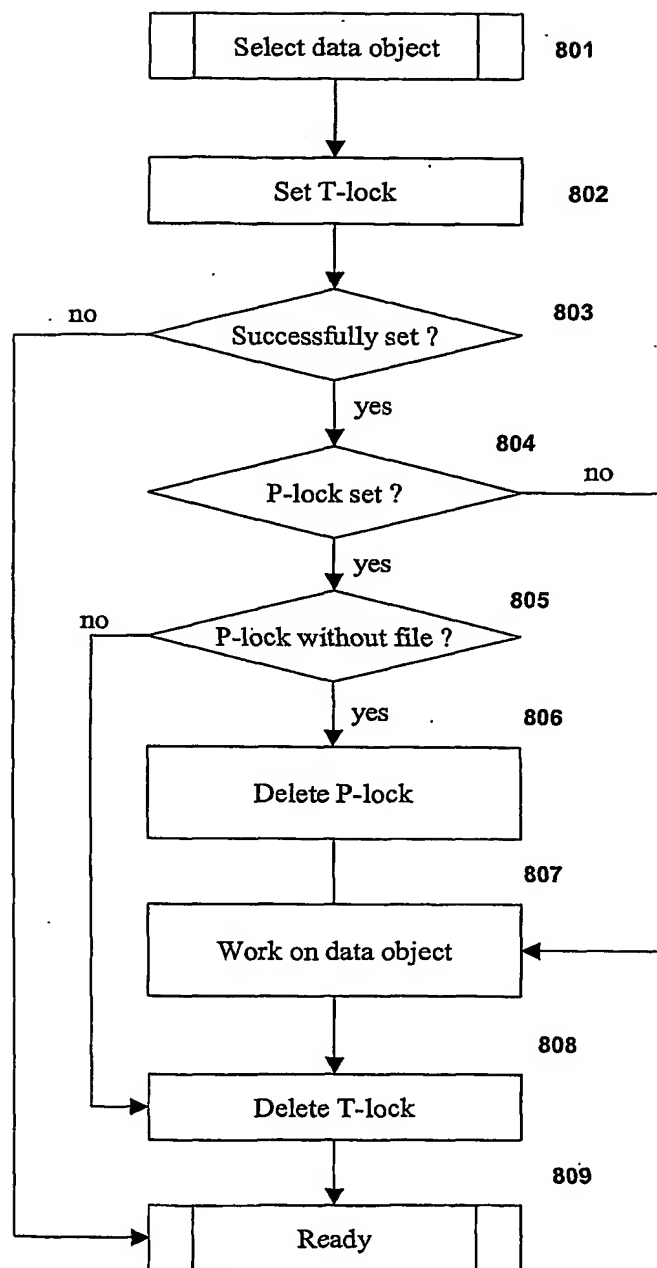 Select data object
801
Set T-lock
802
803
no
Successfully set ?
yes
804
P-lock set ?
no
yes
805
no
P-lock without file ?
yes
806
Delete P-lock
807
Work on data object
808
Delete T-lock
809
Ready